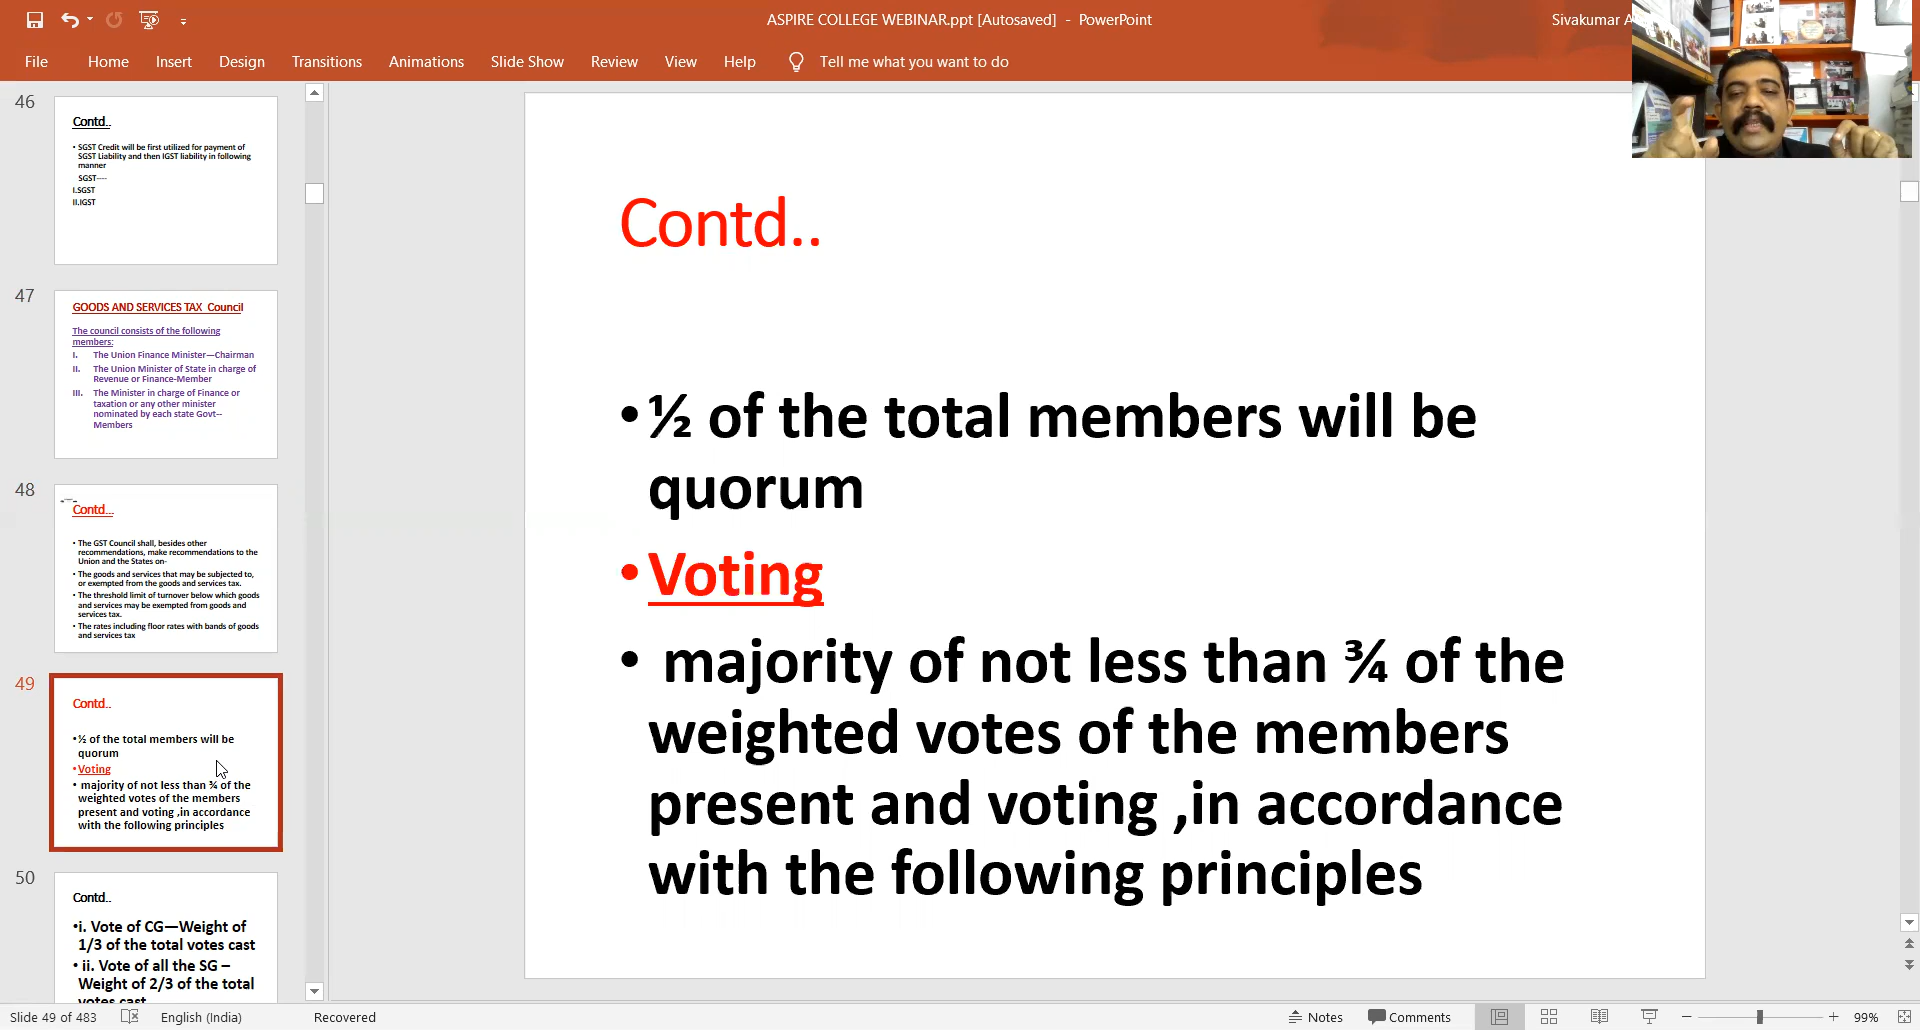 ASPIRE COLLEGE WEBINAR.ppt [Autosaved] - PowerPoint
Sivakumar A
File Home Insert Design Transitions Animations Slide Show Review View Help Tell me what you want to do
46
Contd..
• SGST Credit will be first utilized for payment of
SGST Liability and then IGST liability in following
manner
SGST----
I.SGST
II.IGST
47
GOODS AND SERVICES TAX Council
The council consists of the following
members:
I. The Union Finance Minister—Chairman
II. The Union Minister of State in charge of
Revenue or Finance-Member
III. The Minister in charge of Finance or
taxation or any other minister
nominated by each state Govt--
Members
48
Contd...
• The GST Council shall, besides other
recommendations, make recommendations to the
Union and the States on-
• The goods and services that may be subjected to,
or exempted from the goods and services tax.
• The threshold limit of turnover below which goods
and services may be exempted from goods and
services tax.
• The rates including floor rates with bands of goods
and services tax
49
Contd..
•½ of the total members will be
quorum
•Voting
• majority of not less than ¾ of the
weighted votes of the members
present and voting ,in accordance
with the following principles
50
Contd..
•i. Vote of CG—Weight of
1/3 of the total votes cast
• ii. Vote of all the SG –
Weight of 2/3 of the total
votes cast
Contd..
•½ of the total members will be
quorum
•Voting
• majority of not less than ¾ of the
weighted votes of the members
present and voting ,in accordance
with the following principles
Slide 49 of 483 English (India) Recovered Notes Comments 99%